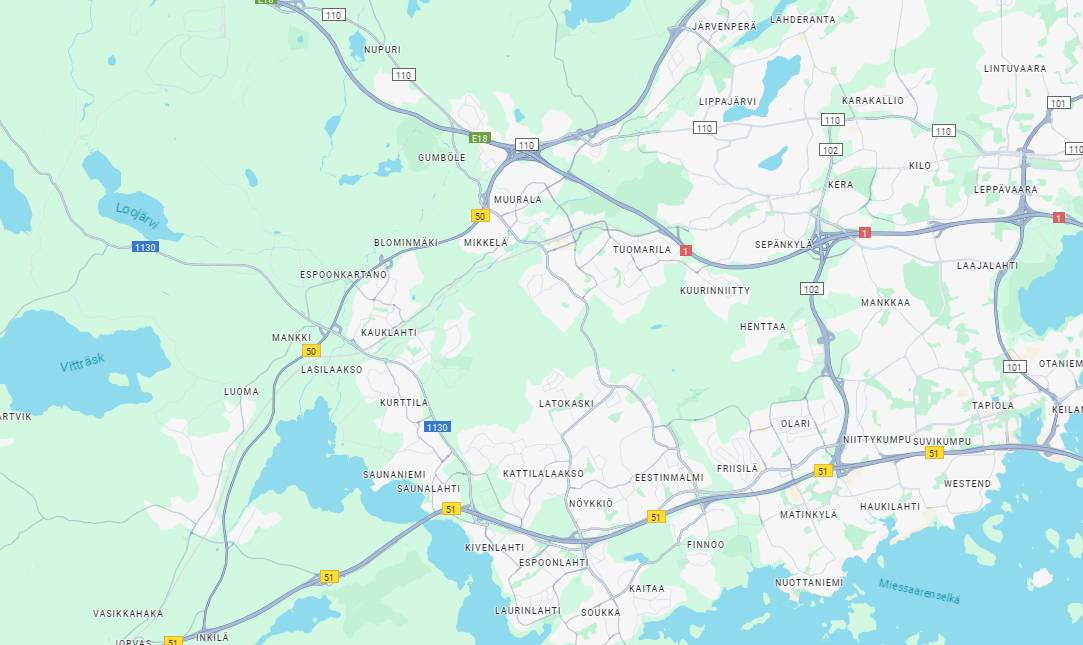 E18
110
JÄRVENPERÄ
LAHDERANTA
NUPURI
LINTUVAARA
110
LIPPAJÄRVI
KARAKALLIO
101
110
110
110
E18
110
102
110
GUMBÖLE
KILO
KERA
LEPPÄVAARA
MUURALA
Loojärvi
50
1
1
1130
BLOMINMÄKI
MIKKELÄ
TUOMARILA
1
SEPÄNKYLÄ
LAAJALAHTI
ESPOONKARTANO
KUURINNIITTY
102
MANKKAA
HENTTAA
MANKKI
KAUKLAHTI
50
Vitträsk
LASILAAKSO
101
OTANIEM
LUOMA
KURTTILA
LATOKASKI
TAPIOLA
KEILAN
ARTVIK
1130
OLARI
NIITTYKUMPU
SUVIKUMPU
51
SAUNANIEMI
KATTILALAAKSO
EESTINMALMI
FRIISILÄ
51
SAUNALAHTI
WESTEND
NÖYKKIÖ
51
51
MATINKYLÄ
HAUKILAHTI
KIVENLAHTI
FINNOO
ESPOONLAHTI
51
KAITAA
NUOTTANIEMI
Miessaarenselkä
VASIKKAHAKA
LAURINLAHTI
SOUKKA
JORVAS
51
INKILÄ